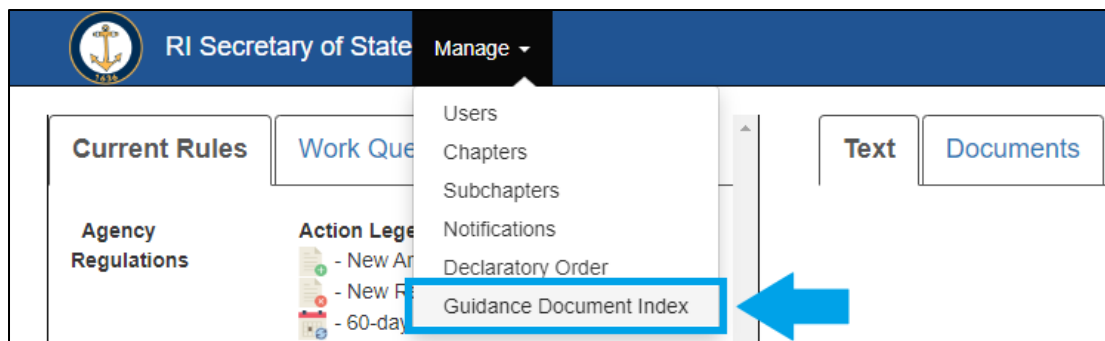 1636
RI Secretary of State
Manage
Users
Chapters
Subchapters
Notifications
Declaratory Order
Guidance Document Index
Current Rules
Work Que
Agency
Regulations
Action Lege
- New Ar
- New R
- 60-day
Text
Documents